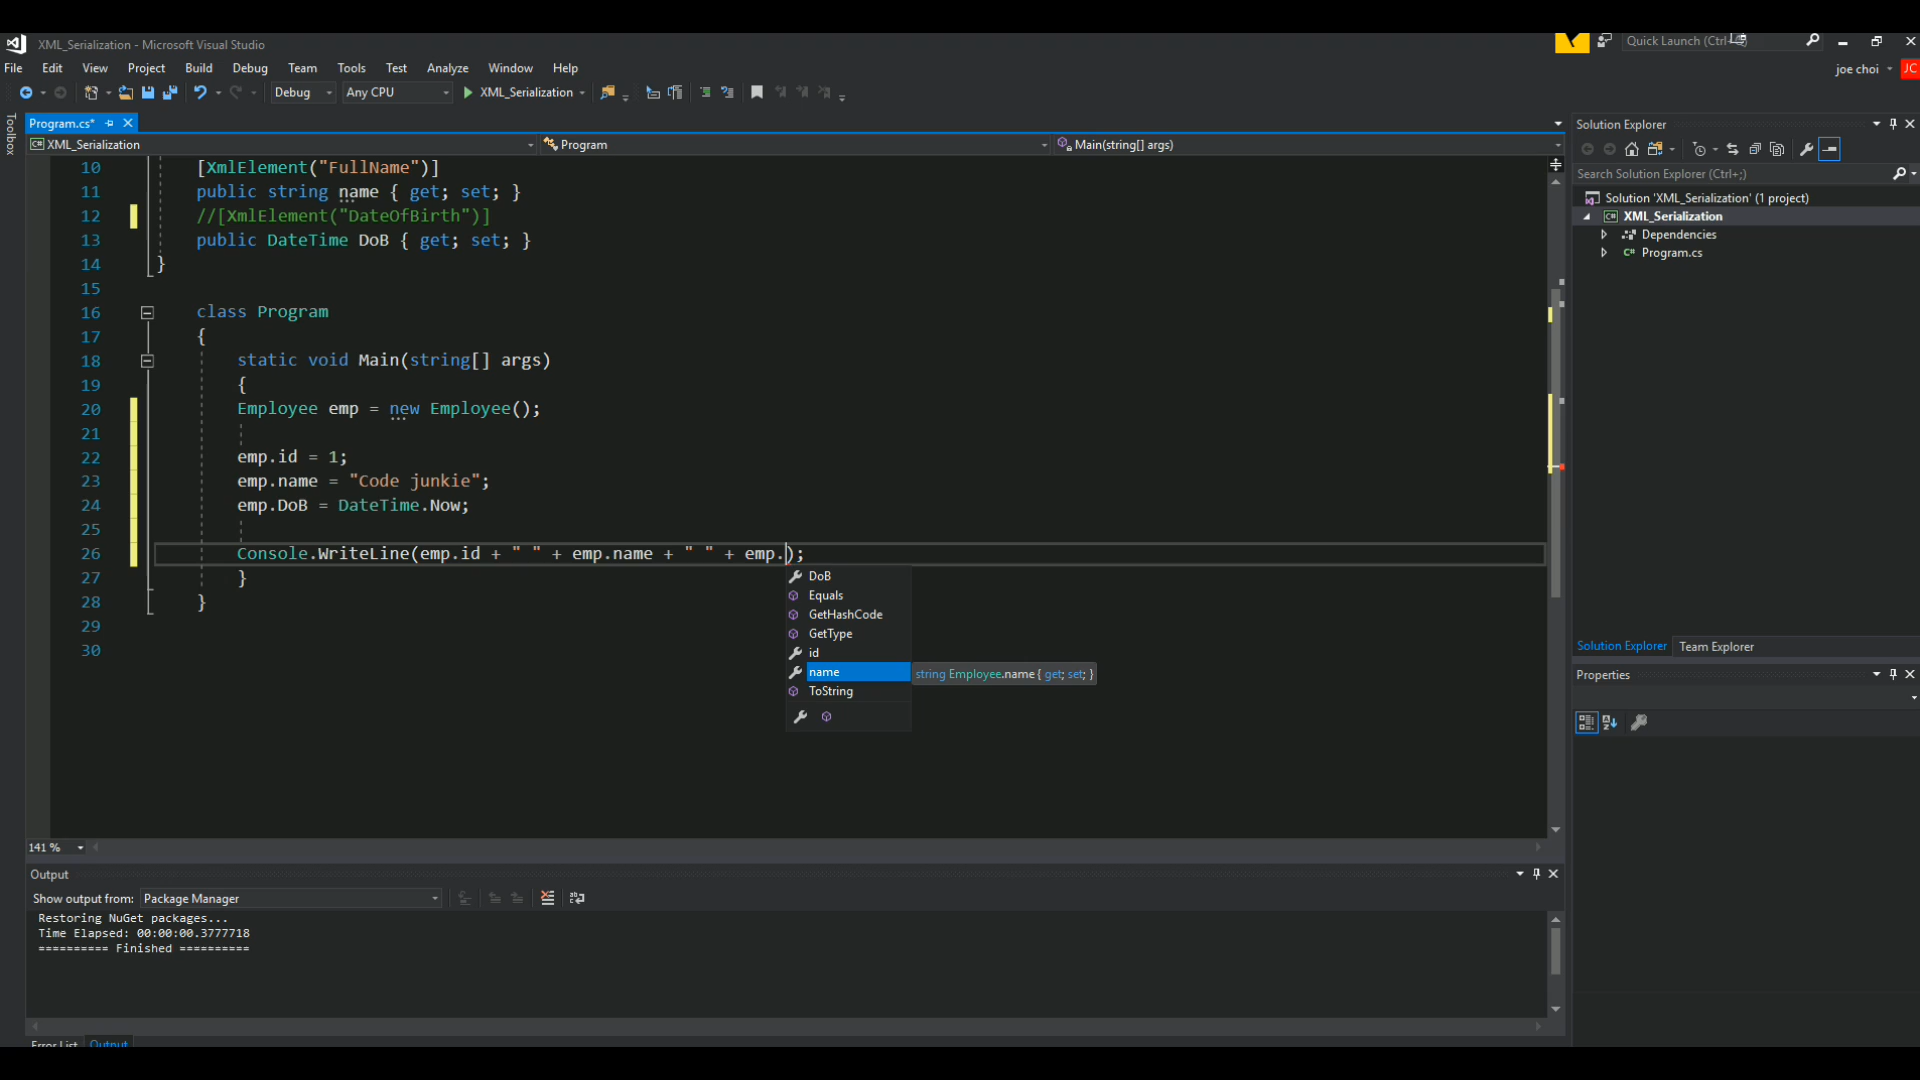 XML_Serialization - Microsoft Visual Studio
Quick Launch (Ctrl+Q)
File Edit View Project Build Debug Team Tools Test Analyze Window Help
joe choi JC
Debug Any CPU XML_Serialization
Toolbox
Program.cs*
XML_Serialization Program Main(string[] args)
10 [XmlElement("FullName")]
11 public string name { get; set; }
12 //[XmlElement("DateOfBirth")]
13 public DateTime DoB { get; set; }
14 }
15
16 class Program
17 {
18 static void Main(string[] args)
19 {
20 Employee emp = new Employee();
21
22 emp.id = 1;
23 emp.name = "Code junkie";
24 emp.DoB = DateTime.Now;
25
26 Console.WriteLine(emp.id + " " + emp.name + " " + emp.);
27 }
28 }
29
30
DoB
Equals
GetHashCode
GetType
id
name string Employee.name { get; set; }
ToString
141 %
Output
Show output from: Package Manager
Restoring NuGet packages...
Time Elapsed: 00:00:00.3777718
========== Finished ==========
Error List Output
Solution Explorer
Search Solution Explorer (Ctrl+;)
Solution 'XML_Serialization' (1 project)
XML_Serialization
Dependencies
C# Program.cs
Solution Explorer Team Explorer
Properties